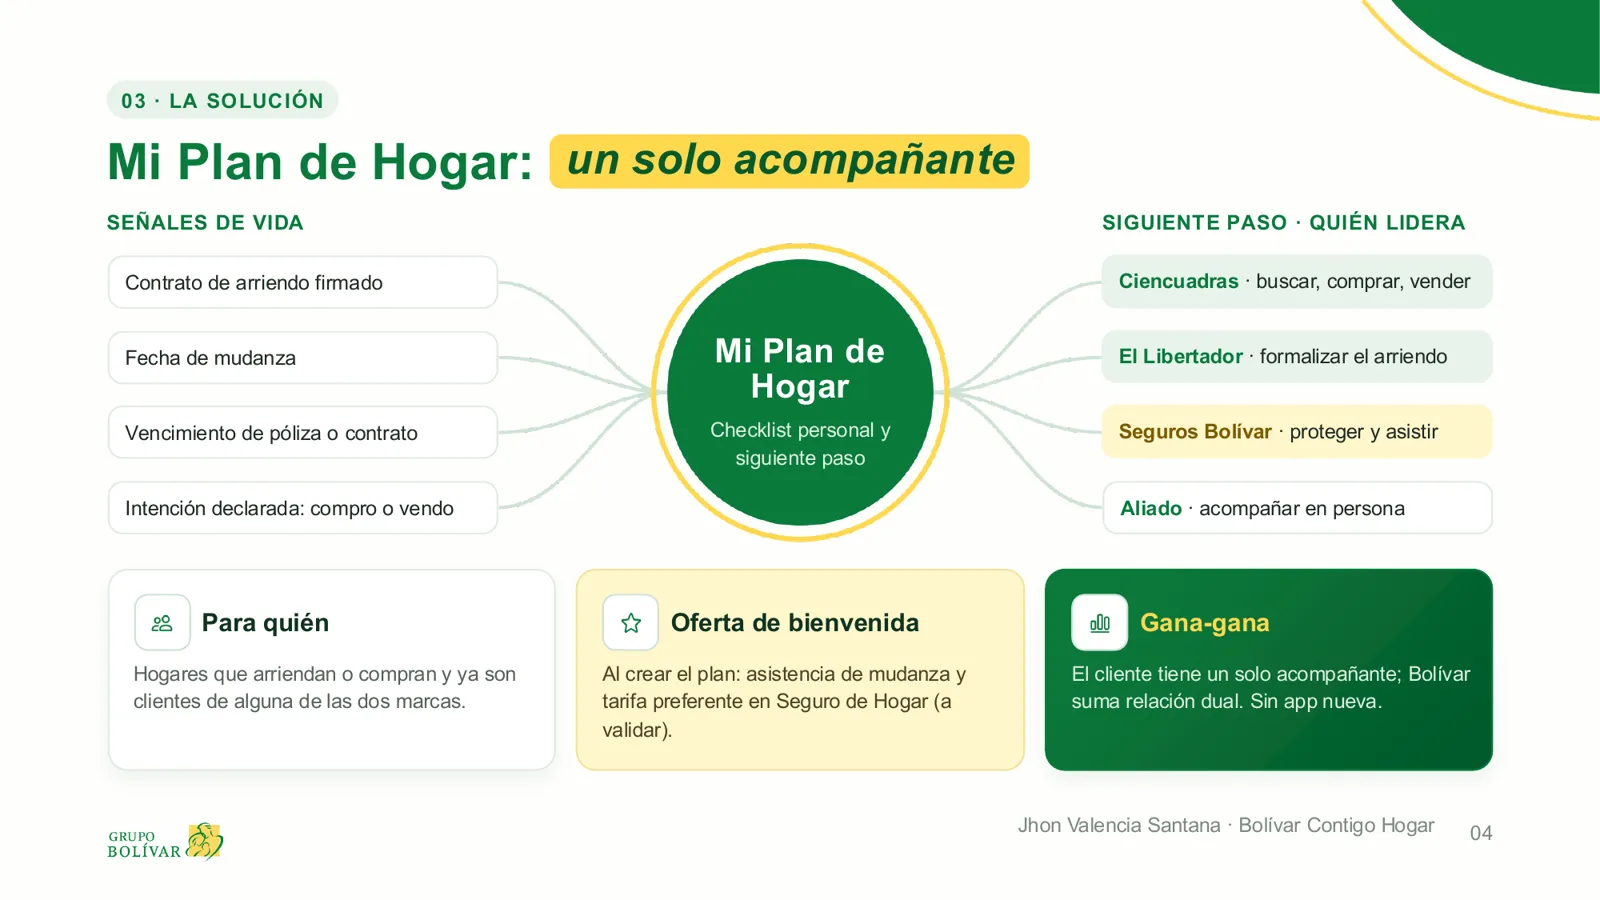 03 · LA SOLUCIÓN
Mi Plan de Hogar: un solo acompañante
SEÑALES DE VIDA
Contrato de arriendo firmado
Fecha de mudanza
Vencimiento de póliza o contrato
Intención declarada: compro o vendo
Mi Plan de
Hogar
Checklist personal y
siguiente paso
SIGUIENTE PASO · QUIÉN LIDERA
Ciencuadras · buscar, comprar, vender
El Libertador · formalizar el arriendo
Seguros Bolívar · proteger y asistir
Aliado · acompañar en persona
Para quién
Hogares que arriendan o compran y ya son
clientes de alguna de las dos marcas.
Oferta de bienvenida
Al crear el plan: asistencia de mudanza y
tarifa preferente en Seguro de Hogar (a
validar).
Gana-gana
El cliente tiene un solo acompañante; Bolívar
suma relación dual. Sin app nueva.
GRUPO
BOLÍVAR
Jhon Valencia Santana · Bolívar Contigo Hogar
04